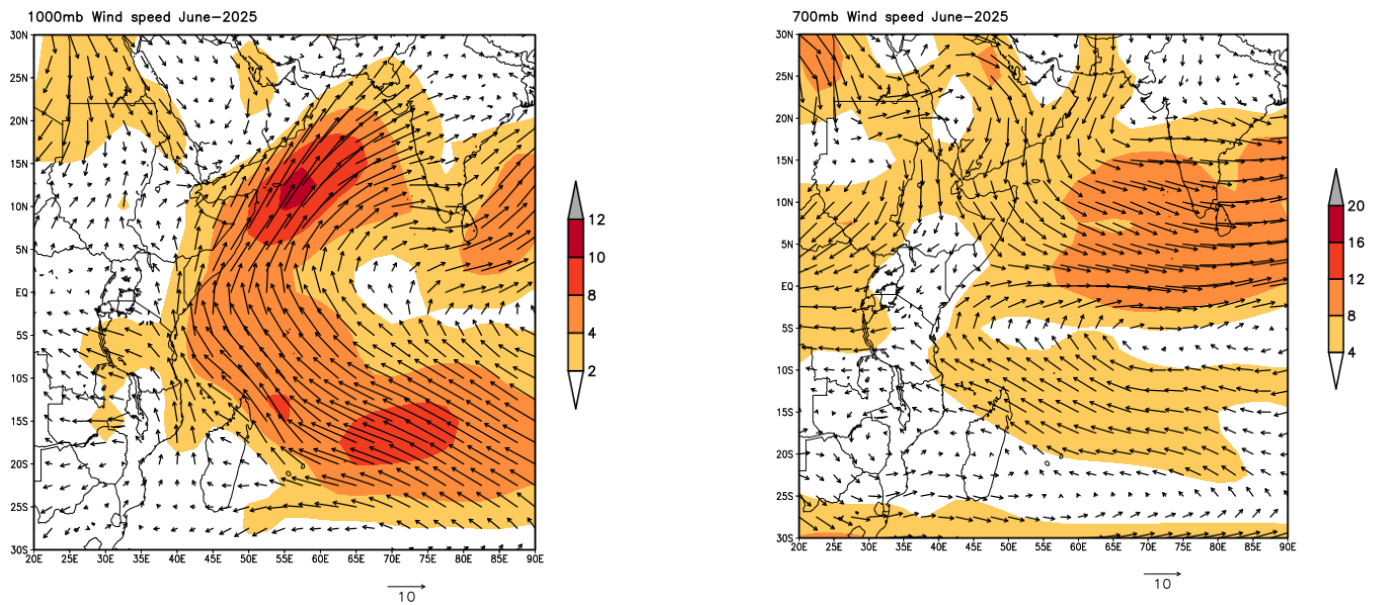 1000mb Wind speed June-2025
30N
25N
20N
15N
10N
5N
EQ
5S
10S
15S
20S
25S
30S
20E 25E 30E 35E 40E 45E 50E 55E 60E 65E 70E 75E 80E 85E 90E
10
12
10
8
4
2
700mb Wind speed June-2025
30N
25N
20N
15N
10N
5N
EQ
5S
10S
15S
20S
25S
30S
20E 25E 30E 35E 40E 45E 50E 55E 60E 65E 70E 75E 80E 85E 90E
10
20
16
12
8
4